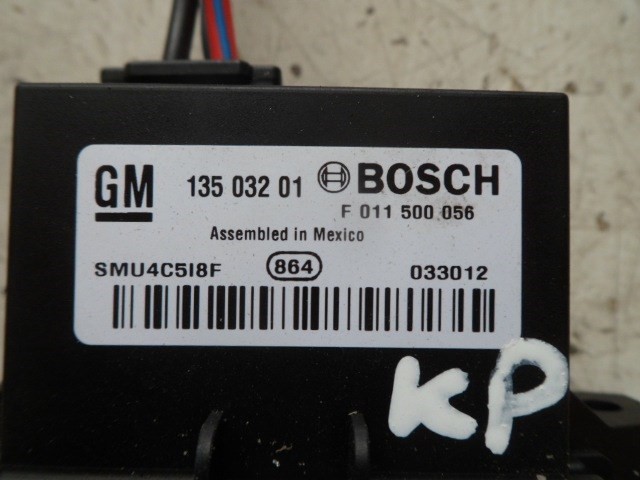 GM 135 032 01 BOSCH
F 011 500 056
Assembled in Mexico
SMU4C5I8F 864 033012
KP